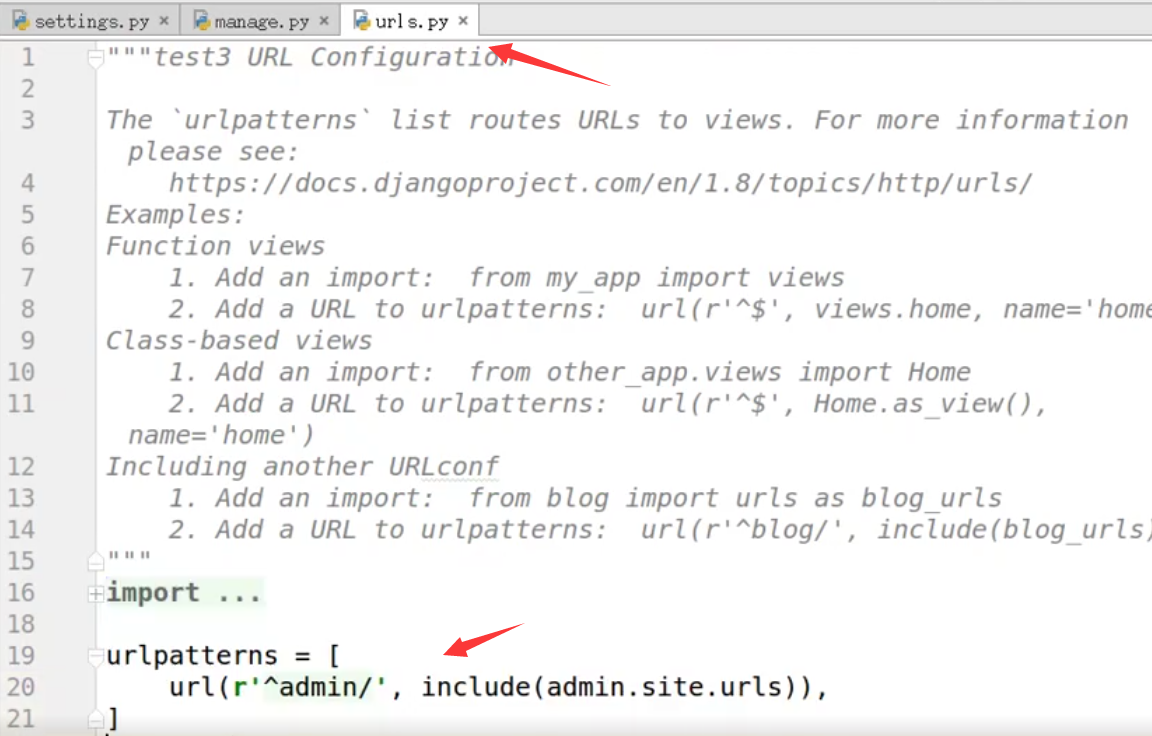 settings.py × manage.py × urls.py ×
1 """test3 URL Configuration
2
3 The `urlpatterns` list routes URLs to views. For more information
please see:
4 https://docs.djangoproject.com/en/1.8/topics/http/urls/
5 Examples:
6 Function views
7 1. Add an import:  from my_app import views
8 2. Add a URL to urlpatterns:  url(r'^$', views.home, name='home
9 Class-based views
10 1. Add an import:  from other_app.views import Home
11 2. Add a URL to urlpatterns:  url(r'^$', Home.as_view(),
name='home')
12 Including another URLconf
13 1. Add an import:  from blog import urls as blog_urls
14 2. Add a URL to urlpatterns:  url(r'^blog/', include(blog_urls)
15 """
16 import ...
18
19 urlpatterns = [
20 url(r'^admin/', include(admin.site.urls)),
21 ]